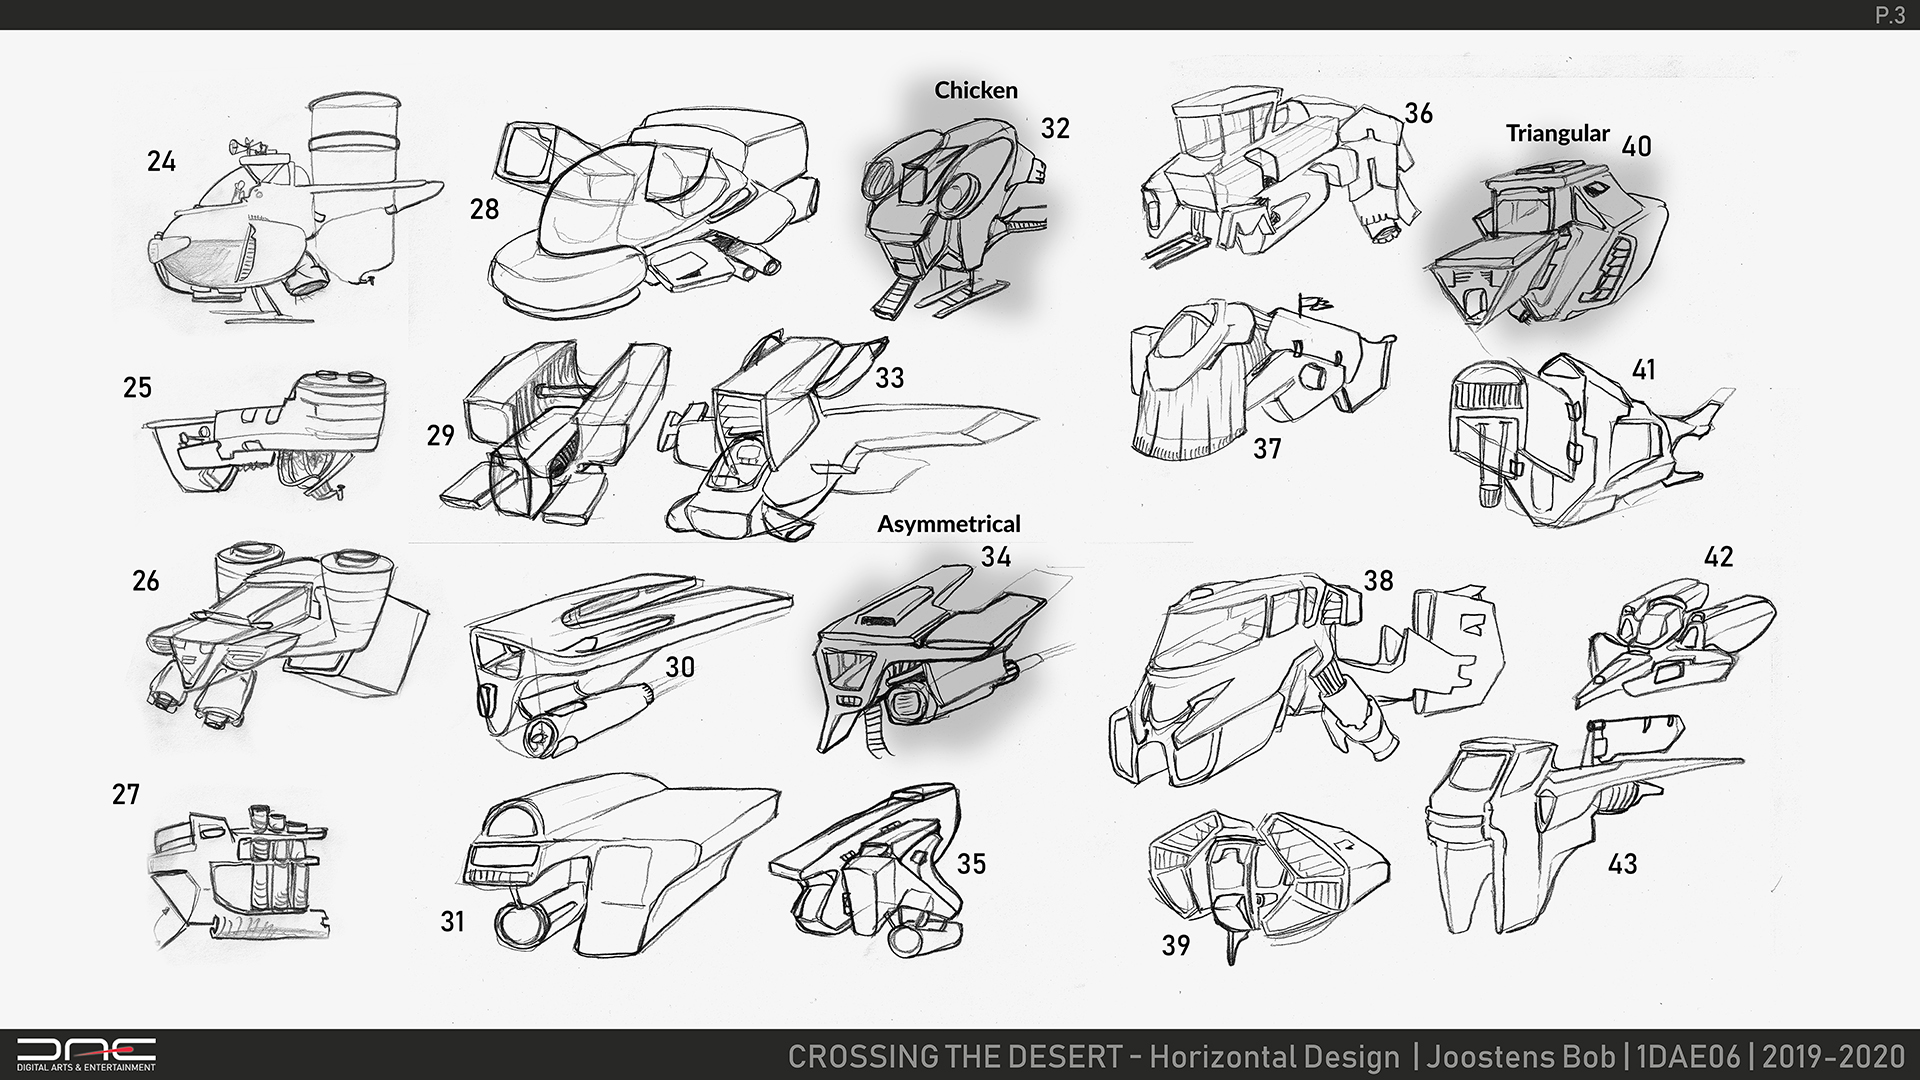 P.3
Chicken
32
36
Triangular
40
24
28
25
29
33
37
41
Asymmetrical
34
26
30
38
42
27
31
35
39
43
DAE
DIGITAL ARTS & ENTERTAINMENT
CROSSING THE DESERT - Horizontal Design | Joostens Bob | 1DAE06 | 2019-2020